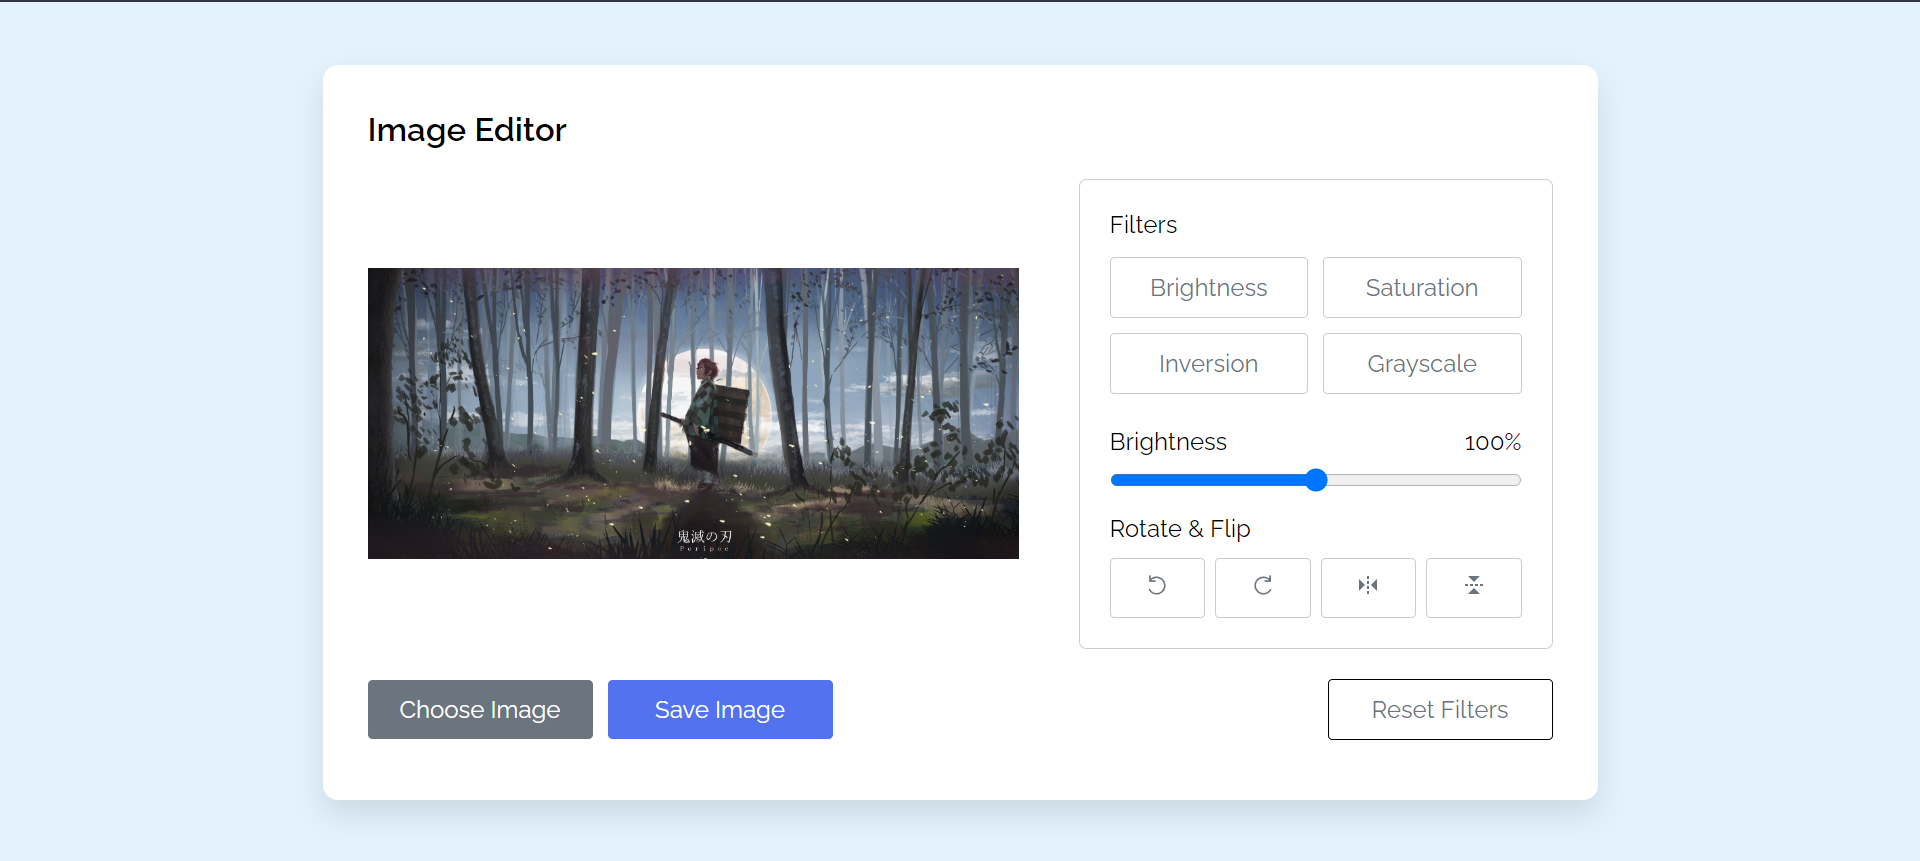 Image Editor
Filters
Brightness
Saturation
Inversion
Grayscale
Brightness 100%
Rotate & Flip
鬼滅の刃
Peripoe
Choose Image
Save Image
Reset Filters